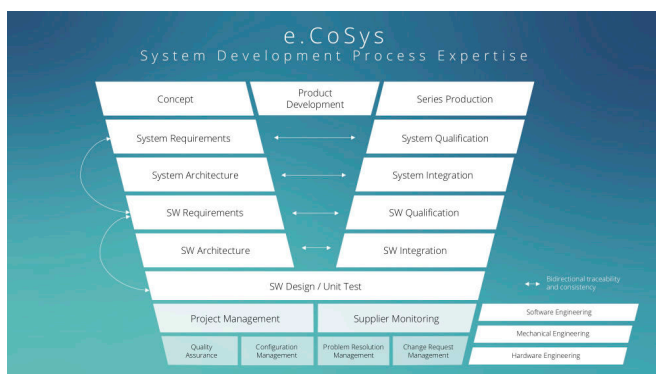 e.CoSys
System Development Process Expertise
Concept
Product
Development
Series Production
System Requirements
System Qualification
System Architecture
System Integration
SW Requirements
SW Qualification
SW Architecture
SW Integration
SW Design / Unit Test
Bidirectional traceability
and consistency
Project Management
Supplier Monitoring
Software Engineering
Mechanical Engineering
Hardware Engineering
Quality
Assurance
Configuration
Management
Problem Resolution
Management
Change Request
Management